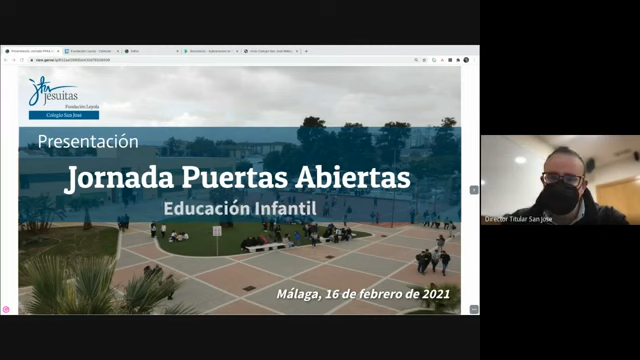 jesuitas
Fundación Loyola
Colegio San José
Presentación
Jornada Puertas Abiertas
Educación Infantil
Málaga, 16 de febrero de 2021
Director Titular San Jose